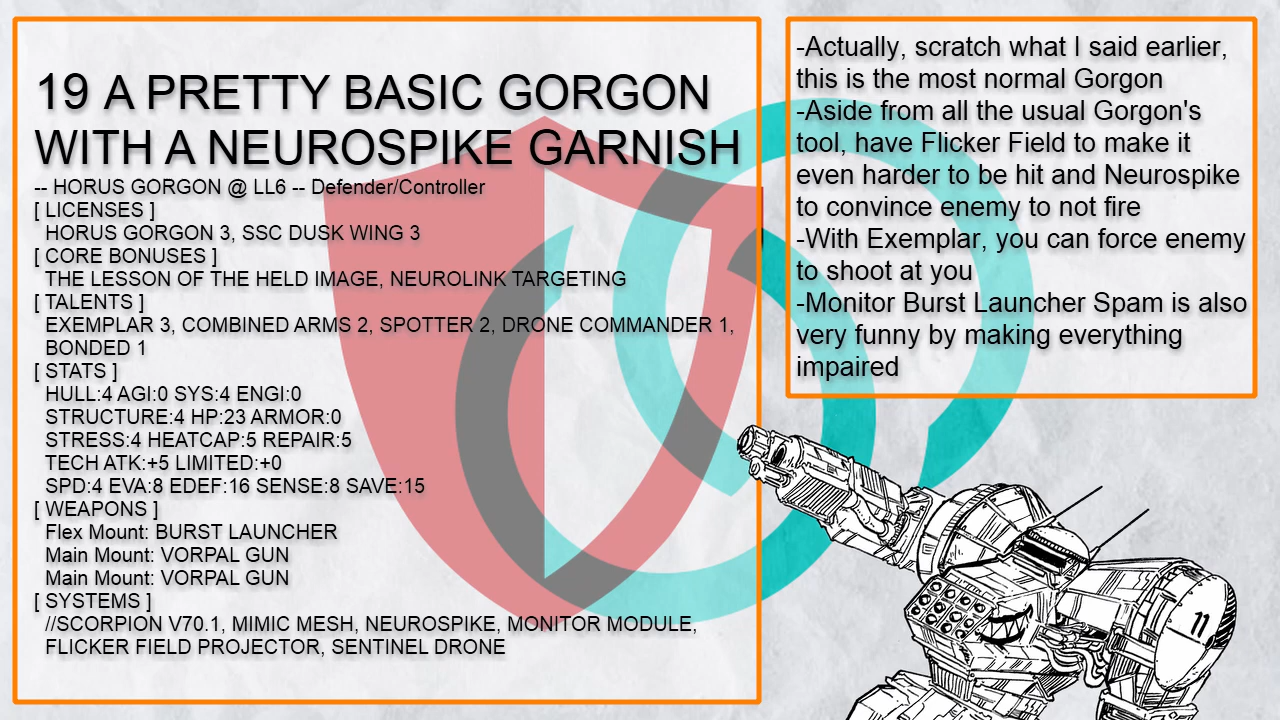 19 A PRETTY BASIC GORGON
WITH A NEUROSPIKE GARNISH
-- HORUS GORGON @ LL6 -- Defender/Controller
[ LICENSES ]
HORUS GORGON 3, SSC DUSK WING 3
[ CORE BONUSES ]
THE LESSON OF THE HELD IMAGE, NEUROLINK TARGETING
[ TALENTS ]
EXEMPLAR 3, COMBINED ARMS 2, SPOTTER 2, DRONE COMMANDER 1,
BONDED 1
[ STATS ]
HULL:4 AGI:0 SYS:4 ENGI:0
STRUCTURE:4 HP:23 ARMOR:0
STRESS:4 HEATCAP:5 REPAIR:5
TECH ATK:+5 LIMITED:+0
SPD:4 EVA:8 EDEF:16 SENSE:8 SAVE:15
[ WEAPONS ]
Flex Mount: BURST LAUNCHER
Main Mount: VORPAL GUN
Main Mount: VORPAL GUN
[ SYSTEMS ]
//SCORPION V70.1, MIMIC MESH, NEUROSPIKE, MONITOR MODULE,
FLICKER FIELD PROJECTOR, SENTINEL DRONE
-Actually, scratch what I said earlier,
this is the most normal Gorgon
-Aside from all the usual Gorgon's
tool, have Flicker Field to make it
even harder to be hit and Neurospike
to convince enemy to not fire
-With Exemplar, you can force enemy
to shoot at you
-Monitor Burst Launcher Spam is also
very funny by making everything
impaired
11